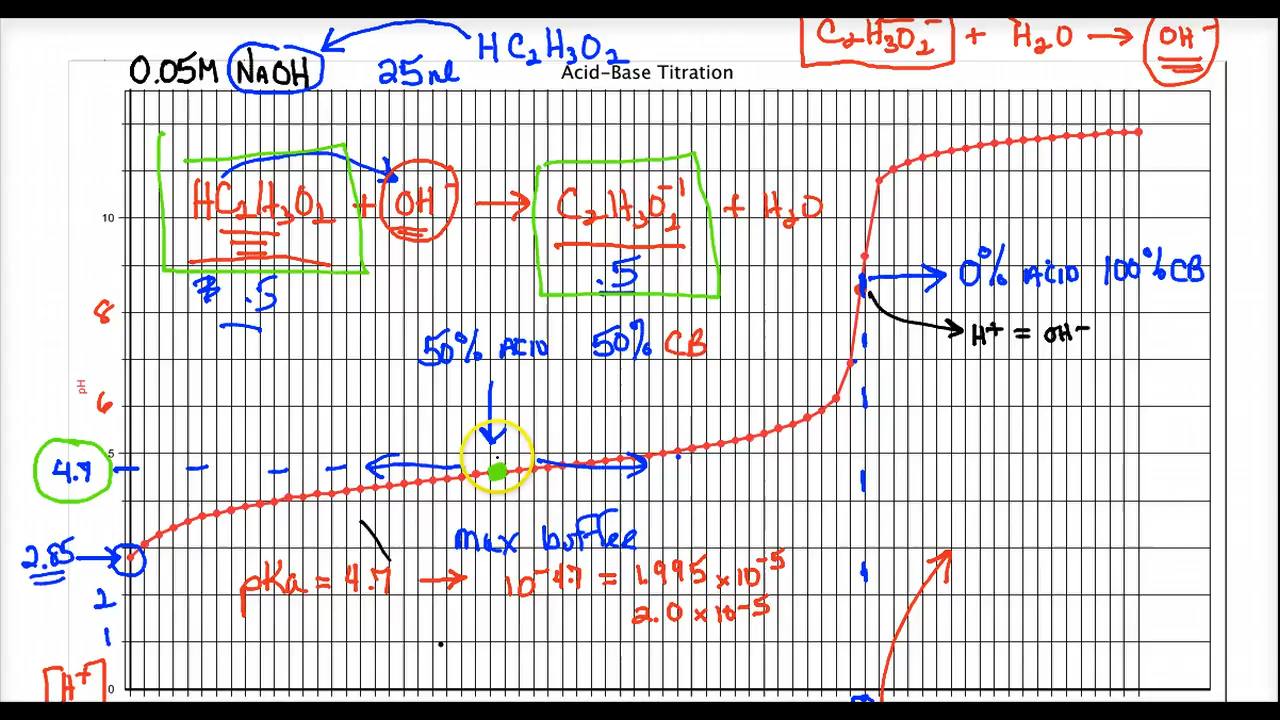 HC₂H₃O₂
C₂H₃O₂⁻ + H₂O → OH⁻
0.05M NaOH 25ml
Acid-Base Titration
HC₂H₃O₂ + OH⁻ → C₂H₃O₂⁻¹ + H₂O
.5 .5
10
0% ACID 100% CB
8
H⁺ = OH⁻
50% ACID 50% CB
pH
6
5
4.7
max buffer
2.85
pKa = 4.7 → 10⁻⁴·⁷ = 1.995 x10⁻⁵
2.0 x 10⁻⁵
2
1
[H⁺]
0